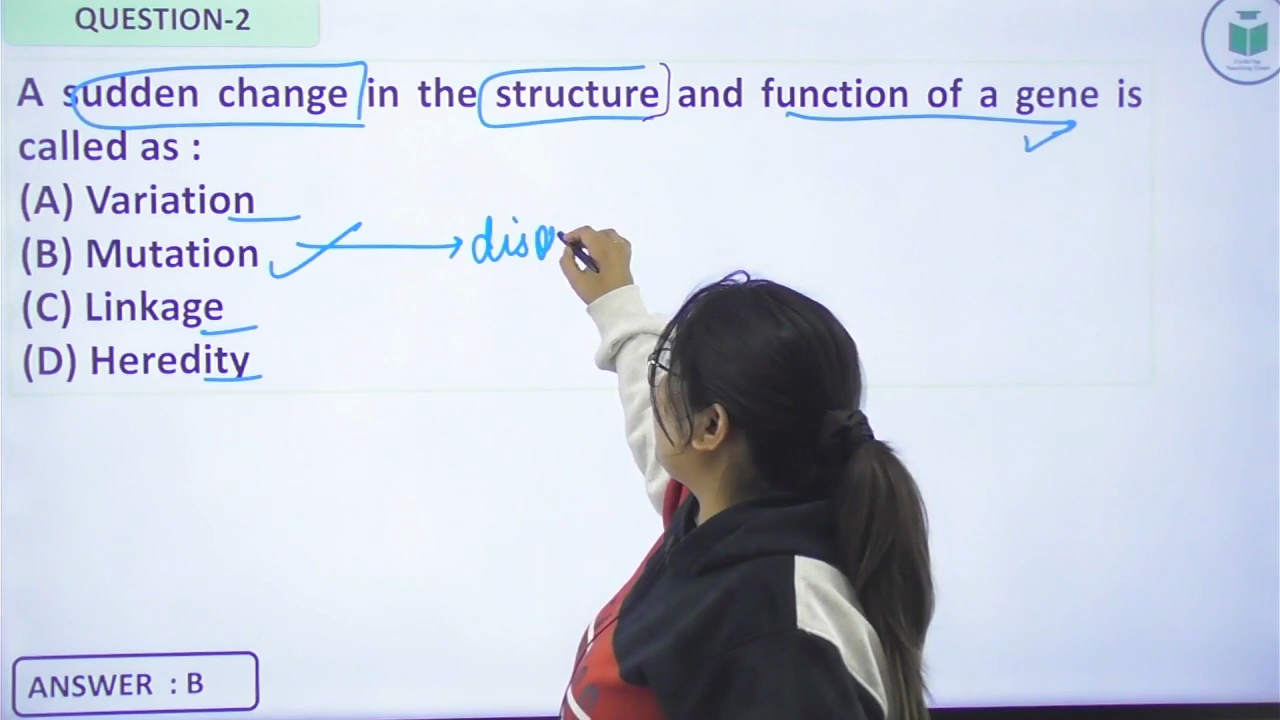 QUESTION-2
A sudden change in the structure and function of a gene is
called as :
(A) Variation
(B) Mutation
(C) Linkage
(D) Heredity
ANSWER : B